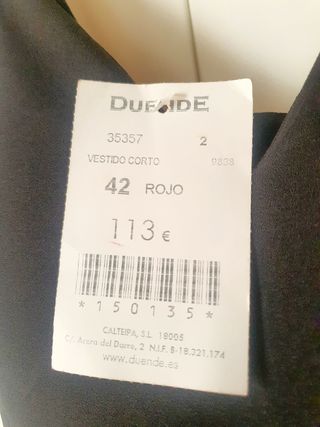 DUENDE
35357 2
VESTIDO CORTO 9838
42 ROJO
113 €
*150135*
CALTEIPA, S.L. 18005
C/. Acera del Darro, 2 N.I.F. B-18.321.174
www.duende.es